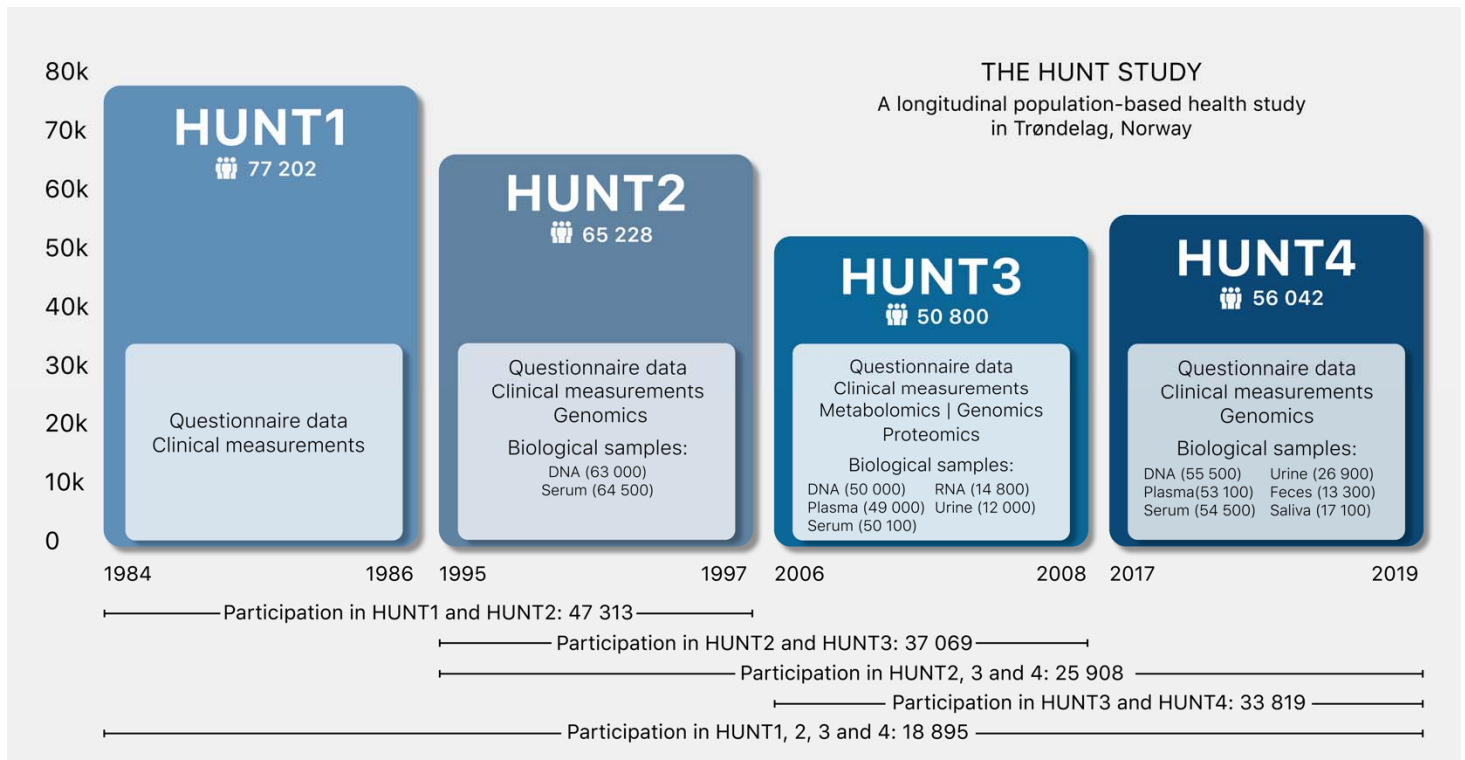 THE HUNT STUDY
A longitudinal population-based health study
in Trøndelag, Norway
80k
70k
60k
50k
40k
30k
20k
10k
0
HUNT1
77 202
Questionnaire data
Clinical measurements
1984
1986
HUNT2
65 228
Questionnaire data
Clinical measurements
Genomics
Biological samples:
DNA (63 000)
Serum (64 500)
1995
1997
HUNT3
50 800
Questionnaire data
Clinical measurements
Metabolomics | Genomics
Proteomics
Biological samples:
DNA (50 000) RNA (14 800)
Plasma (49 000) Urine (12 000)
Serum (50 100)
2006
2008
HUNT4
56 042
Questionnaire data
Clinical measurements
Genomics
Biological samples:
DNA (55 500) Urine (26 900)
Plasma(53 100) Feces (13 300)
Serum (54 500) Saliva (17 100)
2017
2019
Participation in HUNT1 and HUNT2: 47 313
Participation in HUNT2 and HUNT3: 37 069
Participation in HUNT2, 3 and 4: 25 908
Participation in HUNT3 and HUNT4: 33 819
Participation in HUNT1, 2, 3 and 4: 18 895